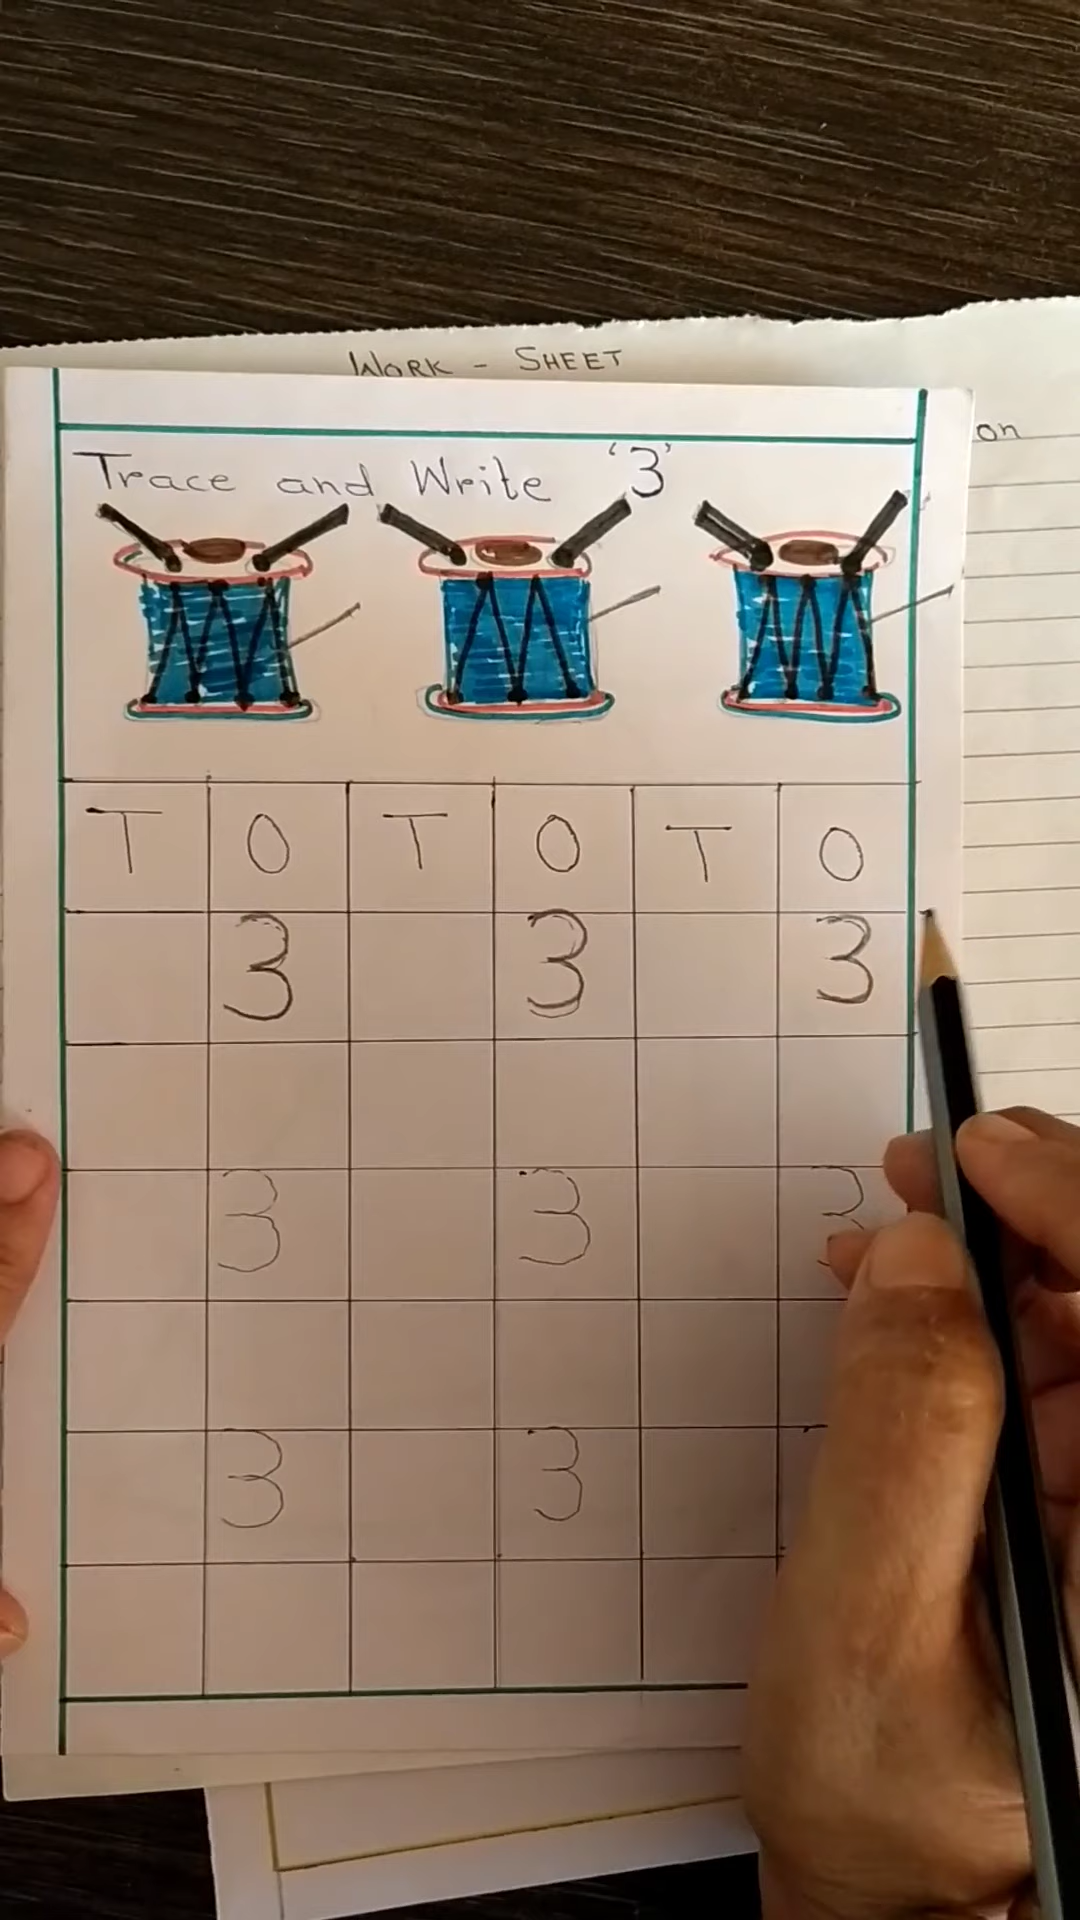 WORK - SHEET
on
Trace and Write '3'
T O T O T O
3 3 3
3 3 3
3 3